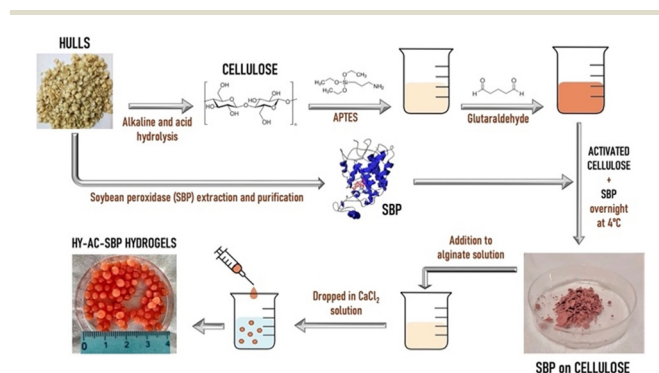 HULLS
CELLULOSE
Alkaline and acid
hydrolysis
APTES
Glutaraldehyde
Soybean peroxidase (SBP) extraction and purification
SBP
ACTIVATED
CELLULOSE
+
SBP
overnight
at 4°C
HY-AC-SBP HYDROGELS
Addition to
alginate solution
Dropped in CaCl₂
solution
0 1 2 3 4
SBP on CELLULOSE